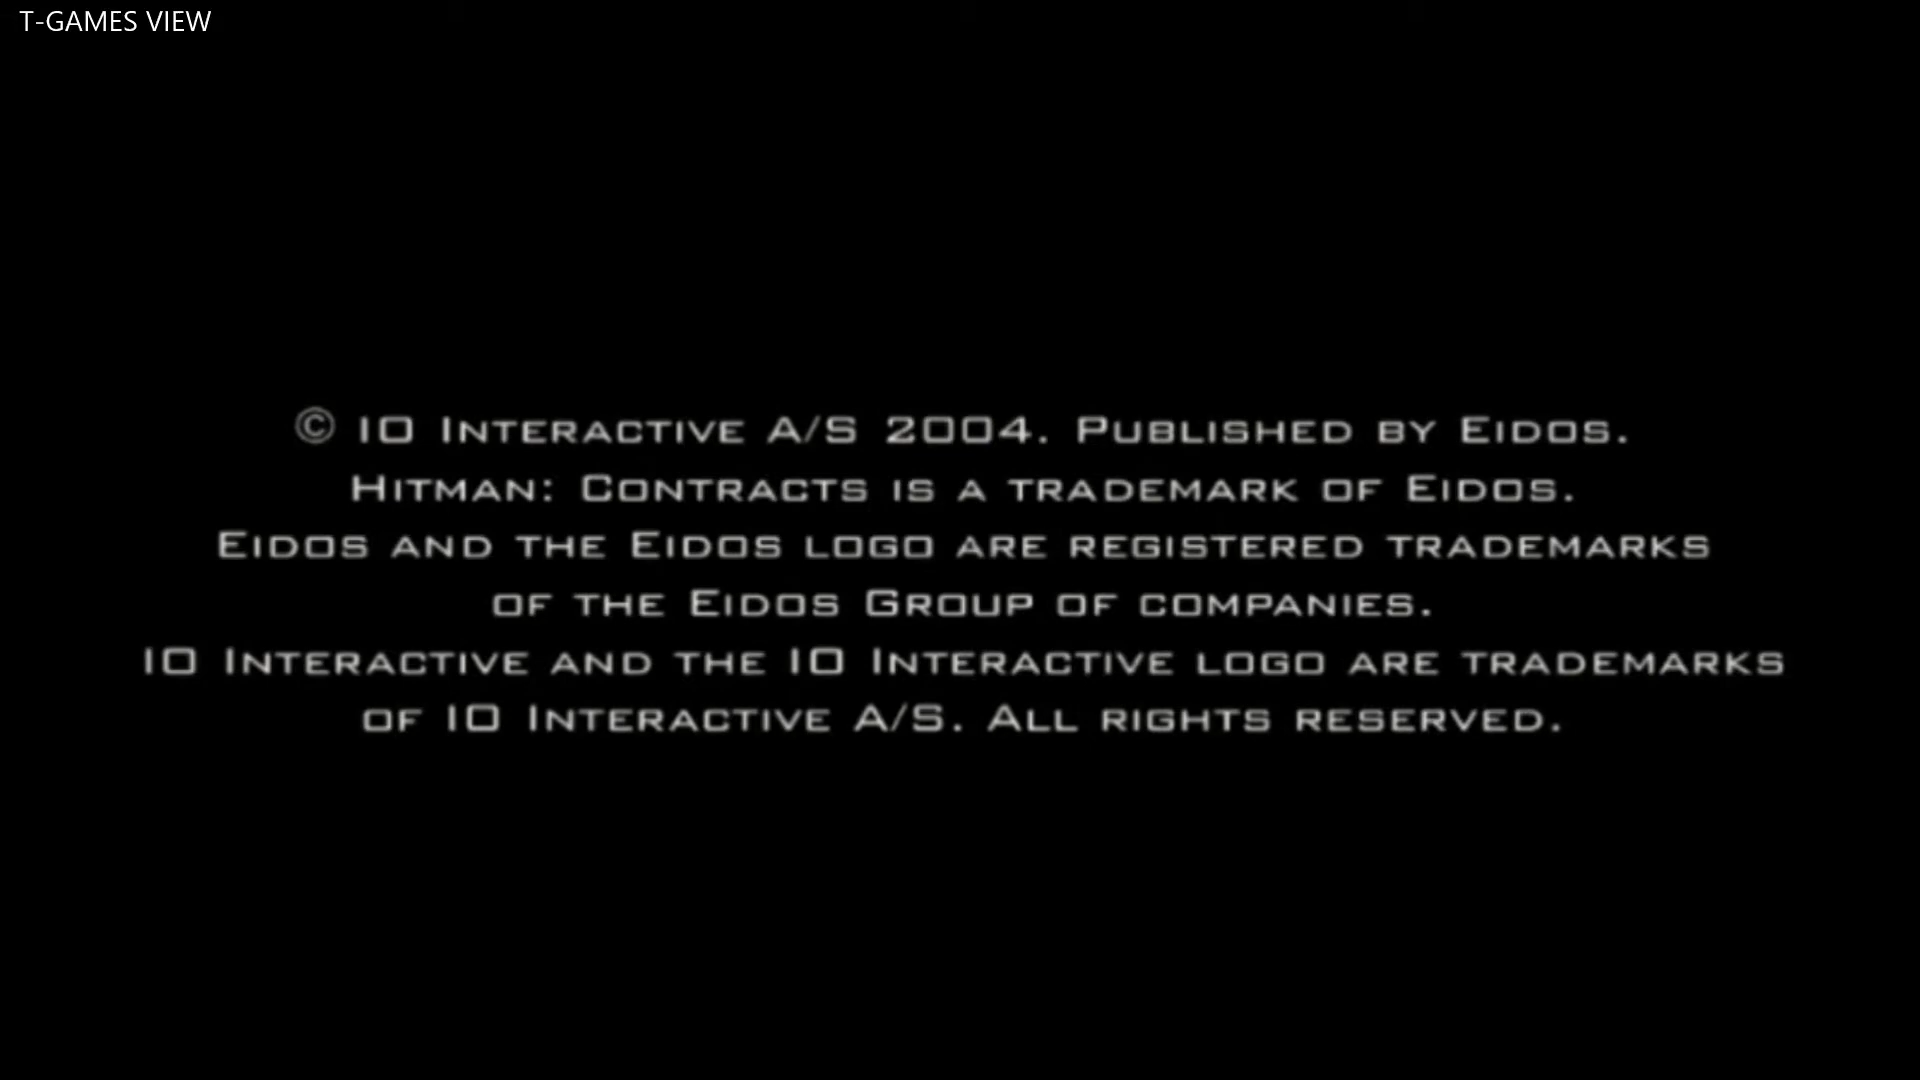 T-GAMES VIEW
© IO Interactive A/S 2004. Published by Eidos.
Hitman: Contracts is a trademark of Eidos.
Eidos and the Eidos logo are registered trademarks
of the Eidos Group of companies.
IO Interactive and the IO Interactive logo are trademarks
of IO Interactive A/S. All rights reserved.